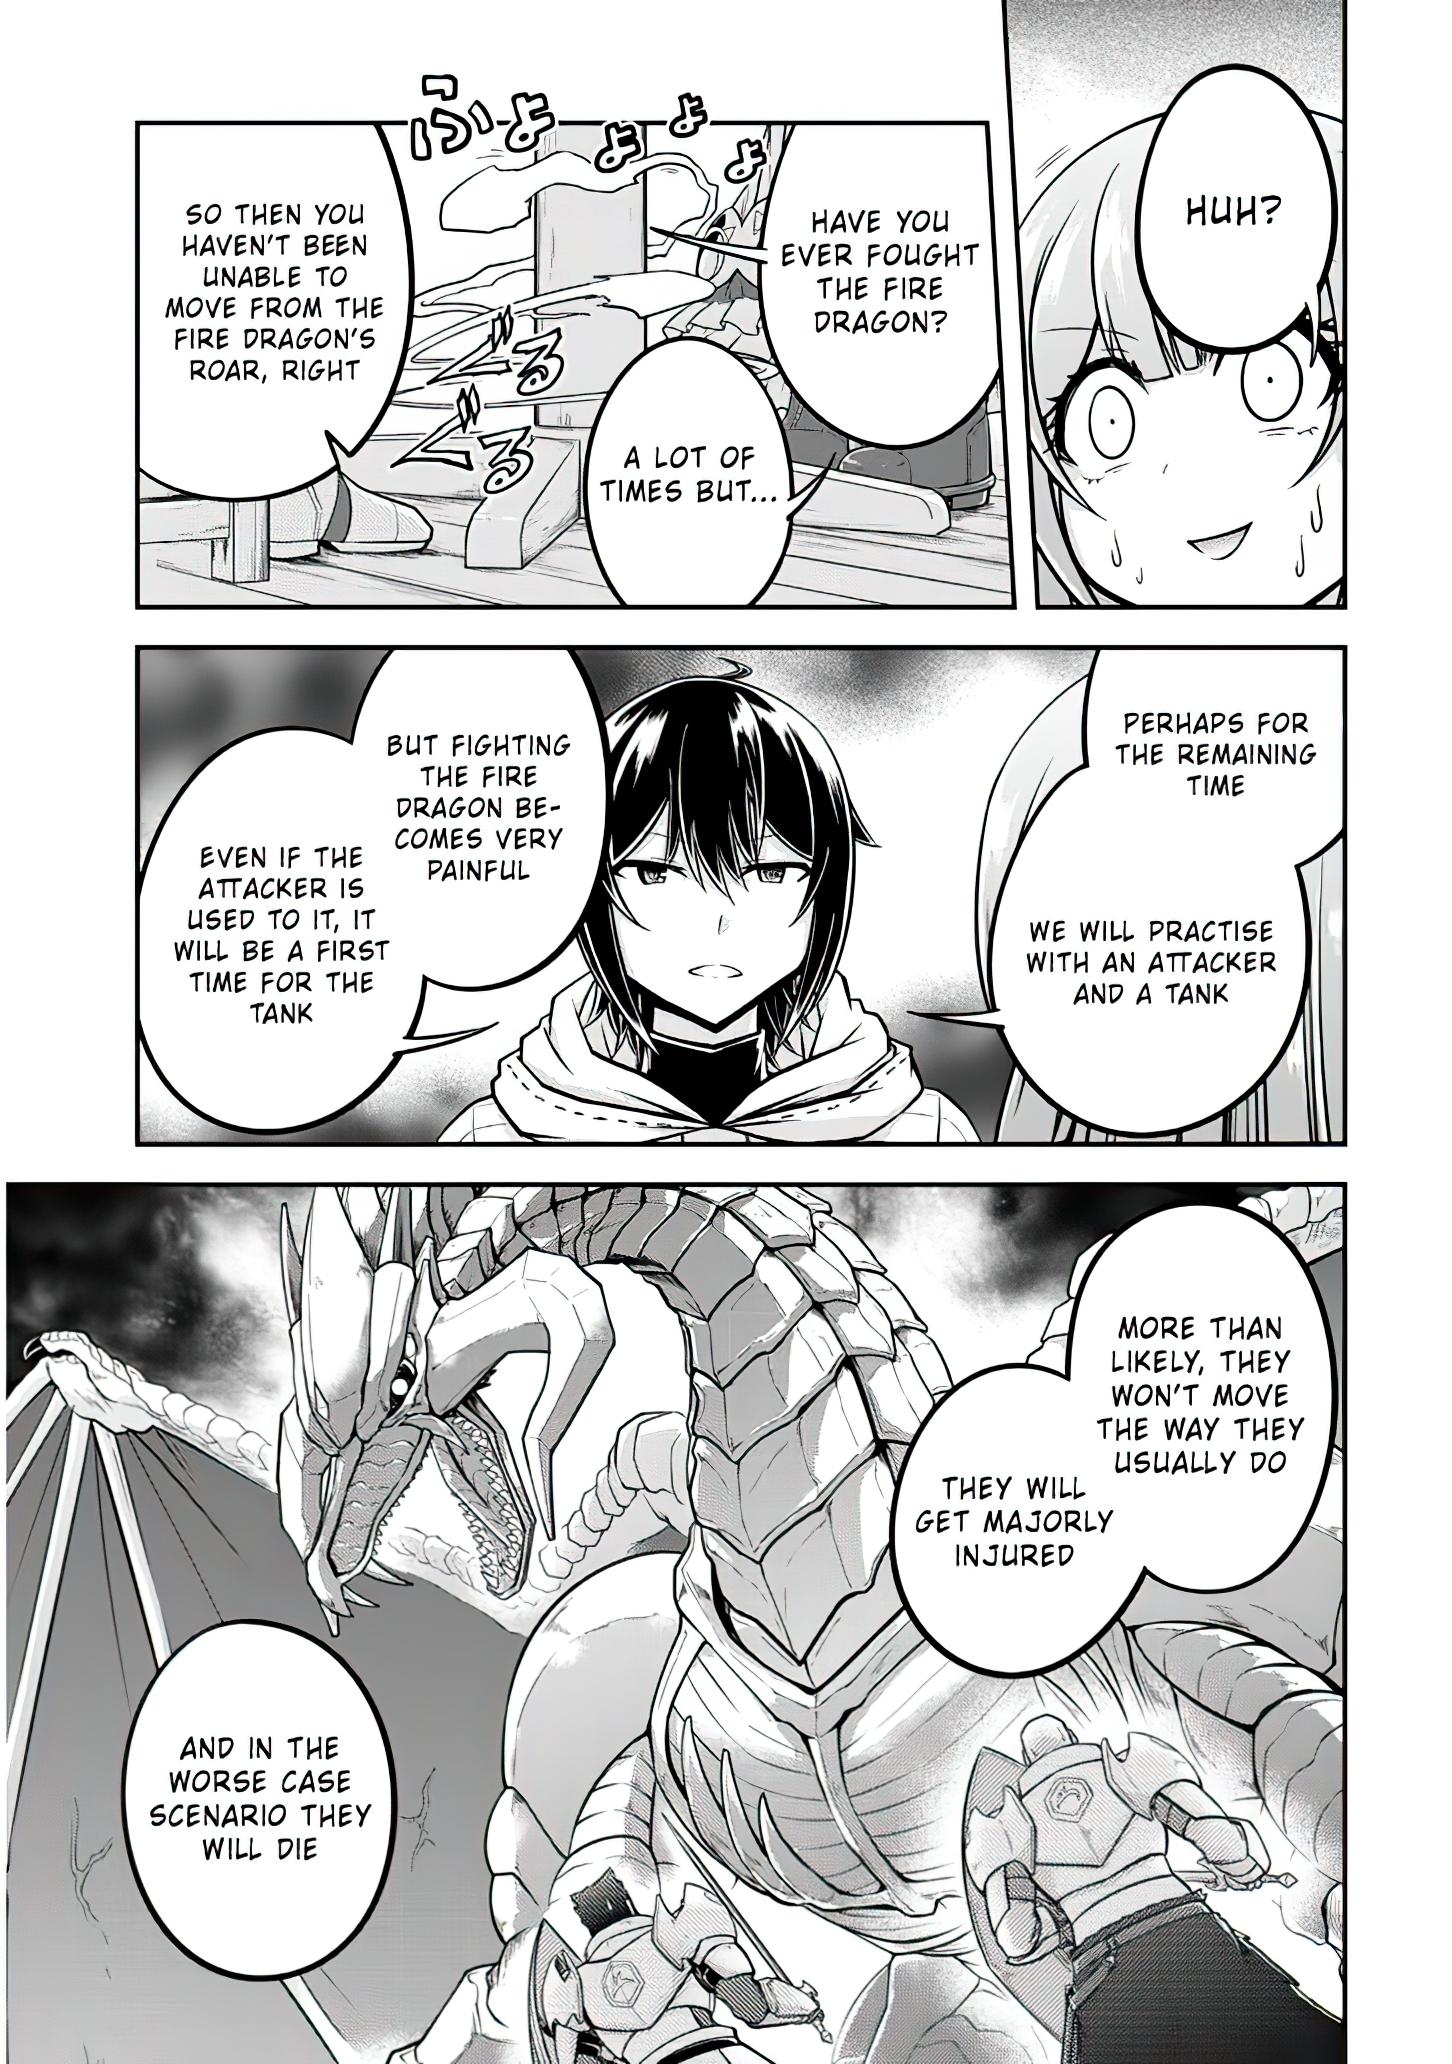 HUH?
HAVE YOU
EVER FOUGHT
THE FIRE
DRAGON?
ふよ
よ
よ
よ
A LOT OF
TIMES BUT...
ぐる
ぐる
SO THEN YOU
HAVEN'T BEEN
UNABLE TO
MOVE FROM THE
FIRE DRAGON'S
ROAR, RIGHT
PERHAPS FOR
THE REMAINING
TIME
WE WILL PRACTISE
WITH AN ATTACKER
AND A TANK
BUT FIGHTING
THE FIRE
DRAGON BE-
COMES VERY
PAINFUL
EVEN IF THE
ATTACKER IS
USED TO IT, IT
WILL BE A FIRST
TIME FOR THE
TANK
MORE THAN
LIKELY, THEY
WON'T MOVE
THE WAY THEY
USUALLY DO
THEY WILL
GET MAJORLY
INJURED
AND IN THE
WORSE CASE
SCENARIO THEY
WILL DIE